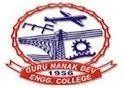 GURU NANAK DEV
1956
ENGG. COLLEGE